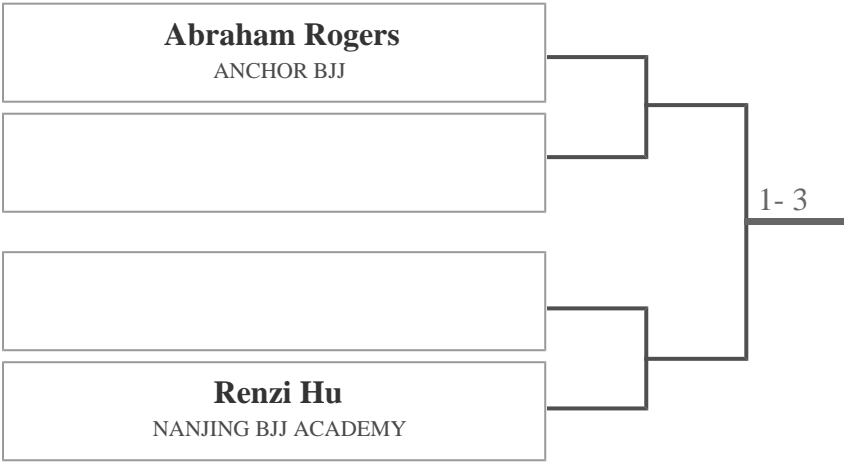 Abraham Rogers
ANCHOR BJJ
1- 3
Renzi Hu
NANJING BJJ ACADEMY